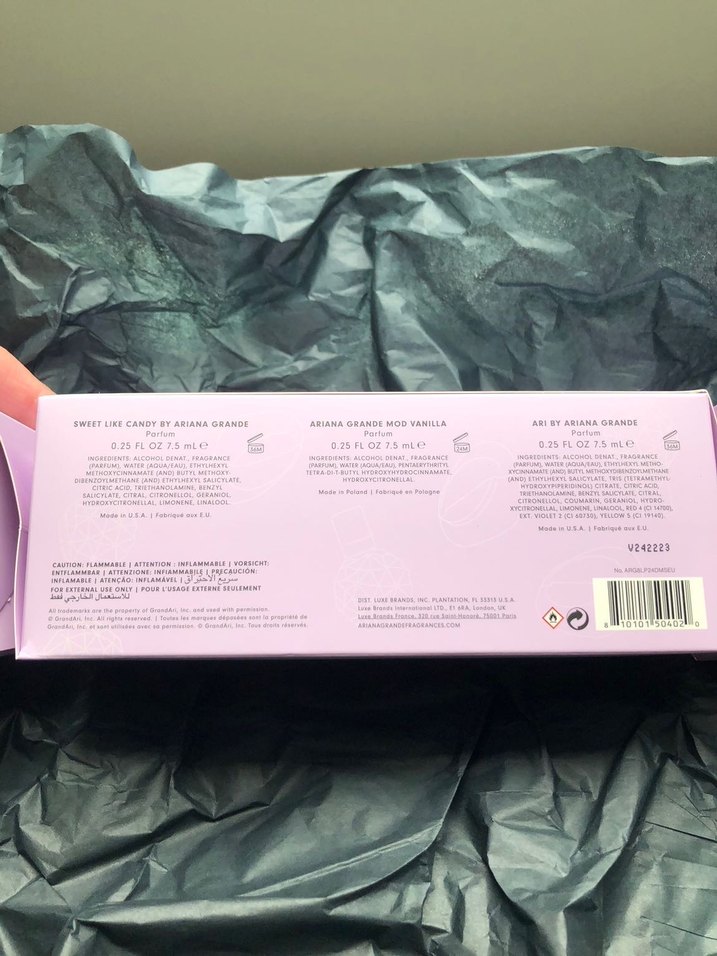 SWEET LIKE CANDY BY ARIANA GRANDE
Parfum
0.25 FL OZ 7.5 mL ℮
36M
INGREDIENTS: ALCOHOL DENAT., FRAGRANCE
(PARFUM), WATER (AQUA/EAU), ETHYLHEXYL
METHOXYCINNAMATE (AND) BUTYL METHOXY-
DIBENZOYLMETHANE (AND) ETHYLHEXYL SALICYLATE,
CITRIC ACID, TRIETHANOLAMINE, BENZYL
SALICYLATE, CITRAL, CITRONELLOL, GERANIOL,
HYDROXYCITRONELLAL, LIMONENE, LINALOOL.
Made in U.S.A. | Fabriqué aux E.U.
ARIANA GRANDE MOD VANILLA
Parfum
0.25 FL OZ 7.5 mL ℮
24M
INGREDIENTS: ALCOHOL DENAT., FRAGRANCE
(PARFUM), WATER (AQUA/EAU), PENTAERYTHRITYL
TETRA-DI-T-BUTYL HYDROXYHYDROCINNAMATE,
HYDROXYCITRONELLAL.
Made in Poland | Fabriqué en Pologne
ARI BY ARIANA GRANDE
Parfum
0.25 FL OZ 7.5 mL ℮
36M
INGREDIENTS: ALCOHOL DENAT., FRAGRANCE
(PARFUM), WATER (AQUA/EAU), ETHYLHEXYL METHO-
XYCINNAMATE (AND) BUTYL METHOXYDIBENZOYLMETHANE
(AND) ETHYLHEXYL SALICYLATE, TRIS (TETRAMETHYL-
HYDROXYPIPERIDINOL) CITRATE, CITRIC ACID,
TRIETHANOLAMINE, BENZYL SALICYLATE, CITRAL,
CITRONELLOL, COUMARIN, GERANIOL, HYDRO-
XYCITRONELLAL, LIMONENE, LINALOOL, RED 4 (CI 14700),
EXT. VIOLET 2 (CI 60730), YELLOW 5 (CI 19140).
Made in U.S.A. | Fabriqué aux E.U.
V242223
CAUTION: FLAMMABLE | ATTENTION : INFLAMMABLE | VORSICHT:
ENTFLAMMBAR | ATTENZIONE: INFIAMMABILE | PRECAUCIÓN:
INFLAMABLE | ATENÇÃO: INFLAMÁVEL | سريع الاحتراق
FOR EXTERNAL USE ONLY | POUR L'USAGE EXTERNE SEULEMENT
للاستعمال الخارجي فقط
All trademarks are the property of GrandAri, Inc. and used with permission.
© GrandAri, Inc. All rights reserved. | Toutes les marques déposées sont la propriété de
GrandAri, Inc. et sont utilisées avec sa permission. © GrandAri, Inc. Tous droits réservés.
DIST. LUXE BRANDS, INC. PLANTATION, FL 33313 U.S.A.
Luxe Brands International LTD., E1 6RA, London, UK
Luxe Brands France, 320 rue Saint-Honoré, 75001 Paris
ARIANAGRANDEFRAGRANCES.COM
No. ARG8LP24DMISEU
8 10101 50402 0